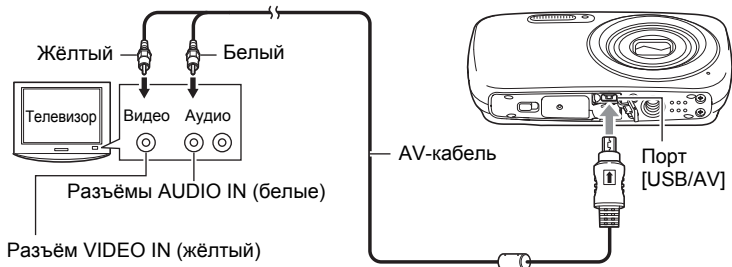 Жёлтый
Белый
Телевизор
Видео
Аудио
AV-кабель
Порт
[USB/AV]
Разъёмы AUDIO IN (белые)
Разъём VIDEO IN (жёлтый)